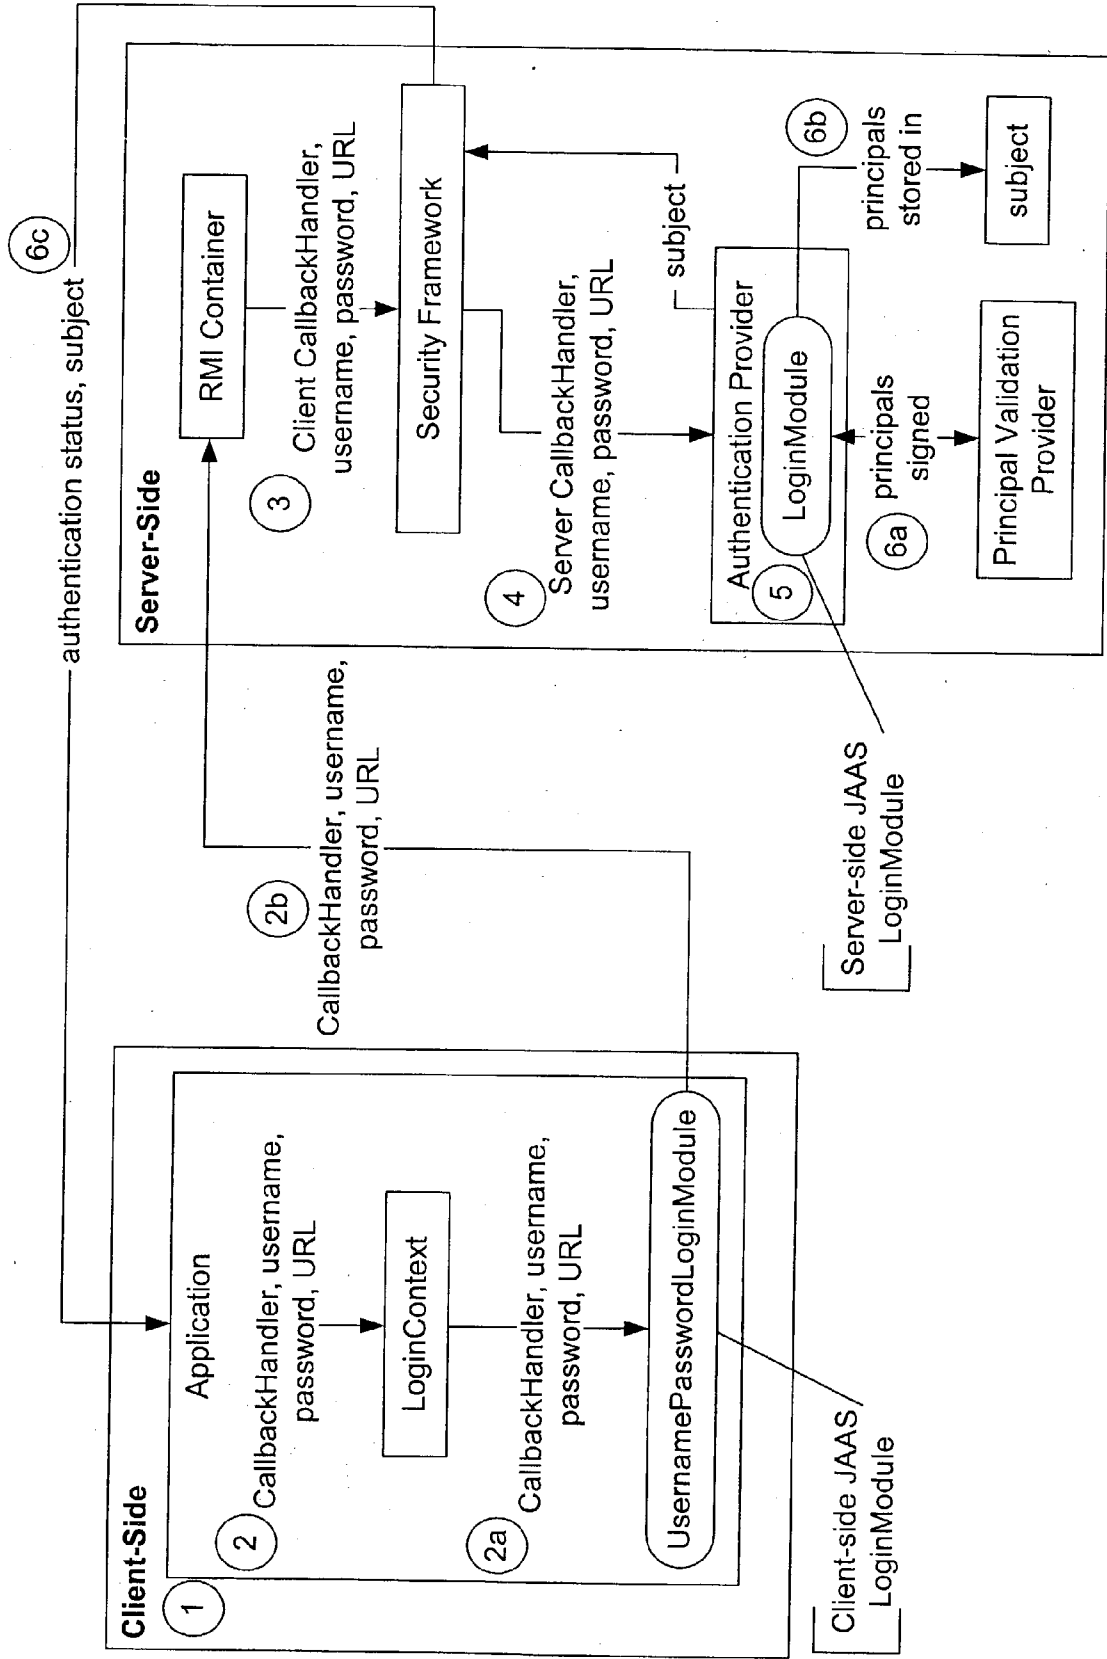 6c
authentication status, subject
Client-Side
1
Application
2
CallbackHandler, username,
password, URL
LoginContext
2a
CallbackHandler, username,
password, URL
UsernamePasswordLoginModule
Client-side JAAS
LoginModule
2b
CallbackHandler, username,
password, URL
Server-Side
RMI Container
3
Client CallbackHandler,
username, password, URL
Security Framework
4
Server CallbackHandler,
username, password, URL
subject
Authentication Provider
5
LoginModule
Server-side JAAS
LoginModule
6a
principals
signed
Principal Validation
Provider
6b
principals
stored in
subject